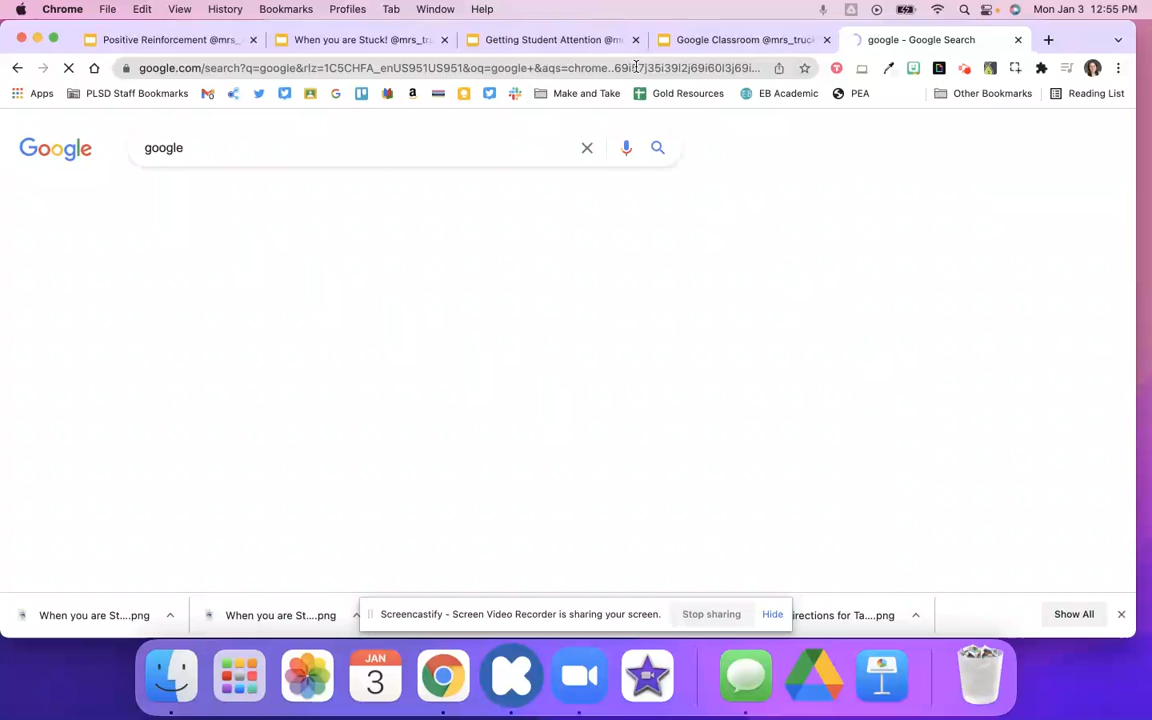 Chrome File Edit View History Bookmarks Profiles Tab Window Help Mon Jan 3 12:55 PM
Positive Reinforcement @mrs_ When you are Stuck! @mrs_tru Getting Student Attention @m Google Classroom @mrs_truck google - Google Search
google.com/search?q=google&rlz=1C5CHFA_enUS951US951&oq=google+&aqs=chrome..69i57j35i39l2j69i60l3j69i...
Apps PLSD Staff Bookmarks Make and Take Gold Resources EB Academic PEA Other Bookmarks Reading List
Google google
When you are St....png When you are St....png Screencastify - Screen Video Recorder is sharing your screen. Stop sharing Hide irections for Ta....png Show All
JAN
3